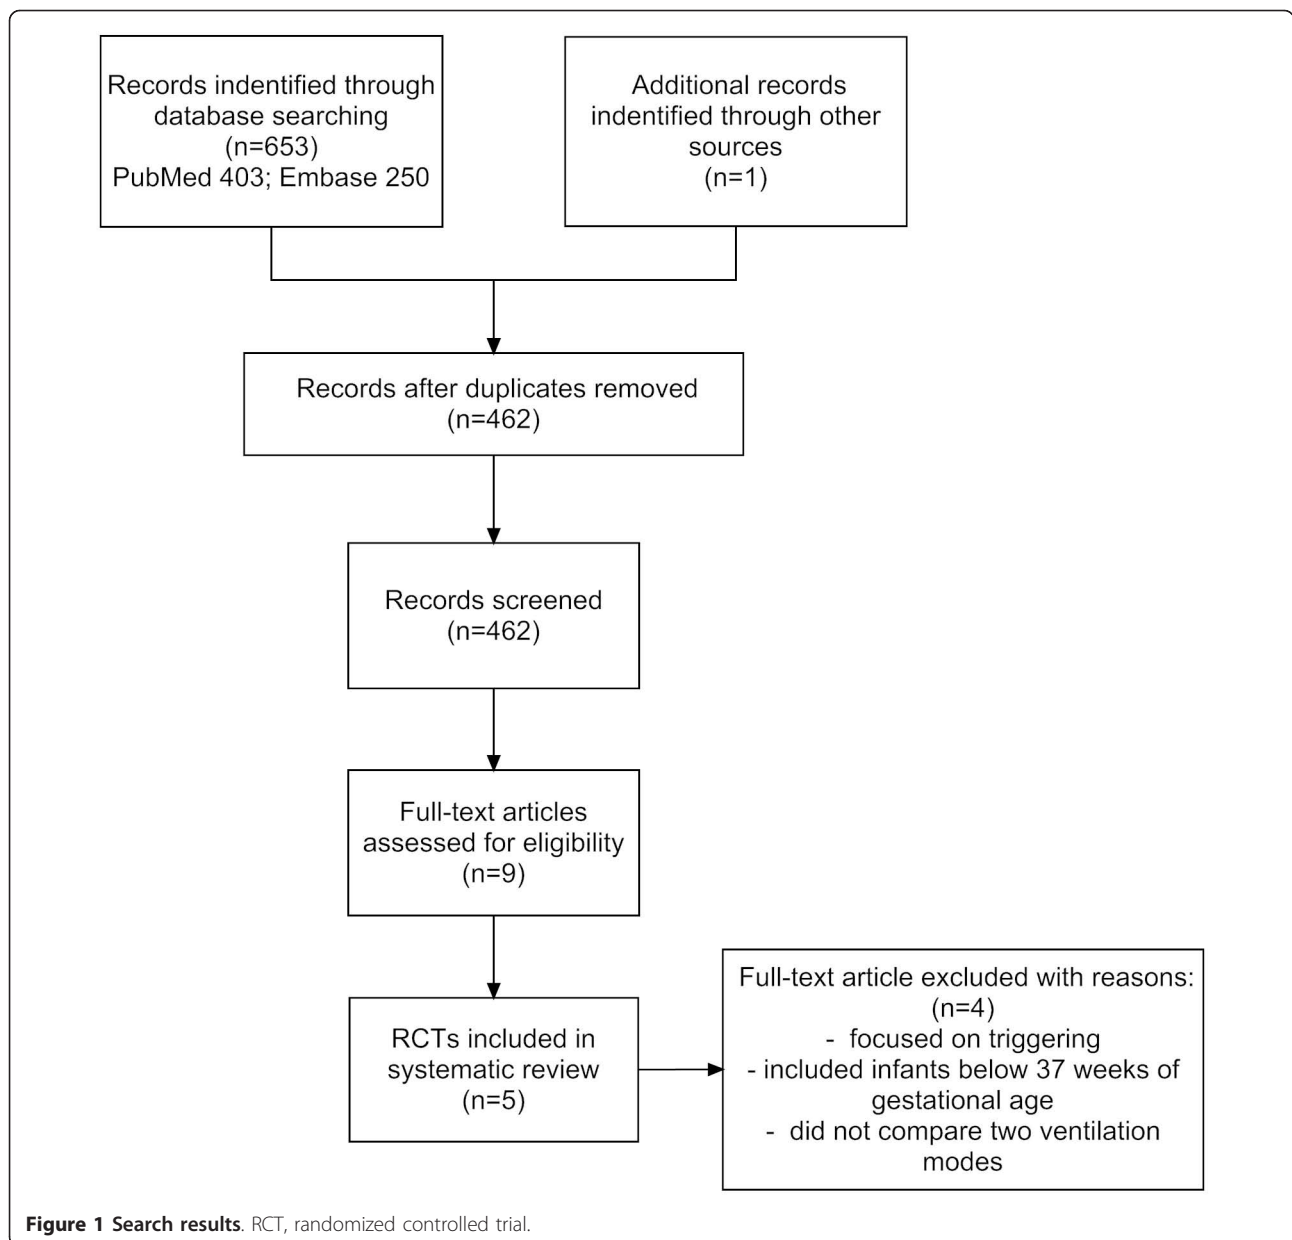 Records indentified through
database searching
(n=653)
PubMed 403; Embase 250
Additional records
indentified through other
sources
(n=1)
Records after duplicates removed
(n=462)
Records screened
(n=462)
Full-text articles
assessed for eligibility
(n=9)
RCTs included in
systematic review
(n=5)
Full-text article excluded with reasons:
(n=4)
- focused on triggering
- included infants below 37 weeks of
gestational age
- did not compare two ventilation
modes
Figure 1 Search results. RCT, randomized controlled trial.